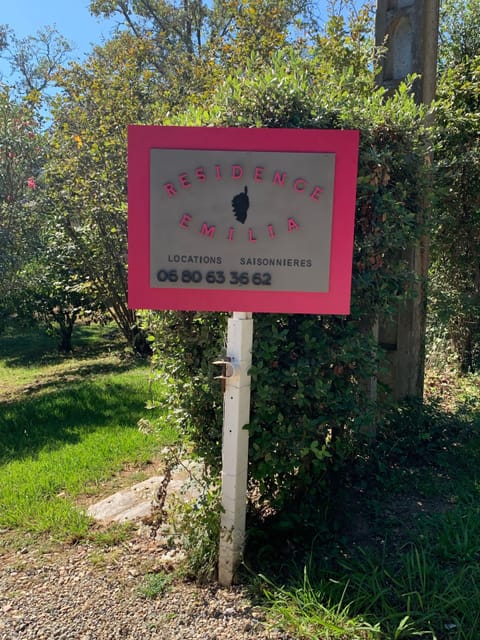 RESIDENCE
EMILIA
LOCATIONS SAISONNIERES
06 80 63 36 62